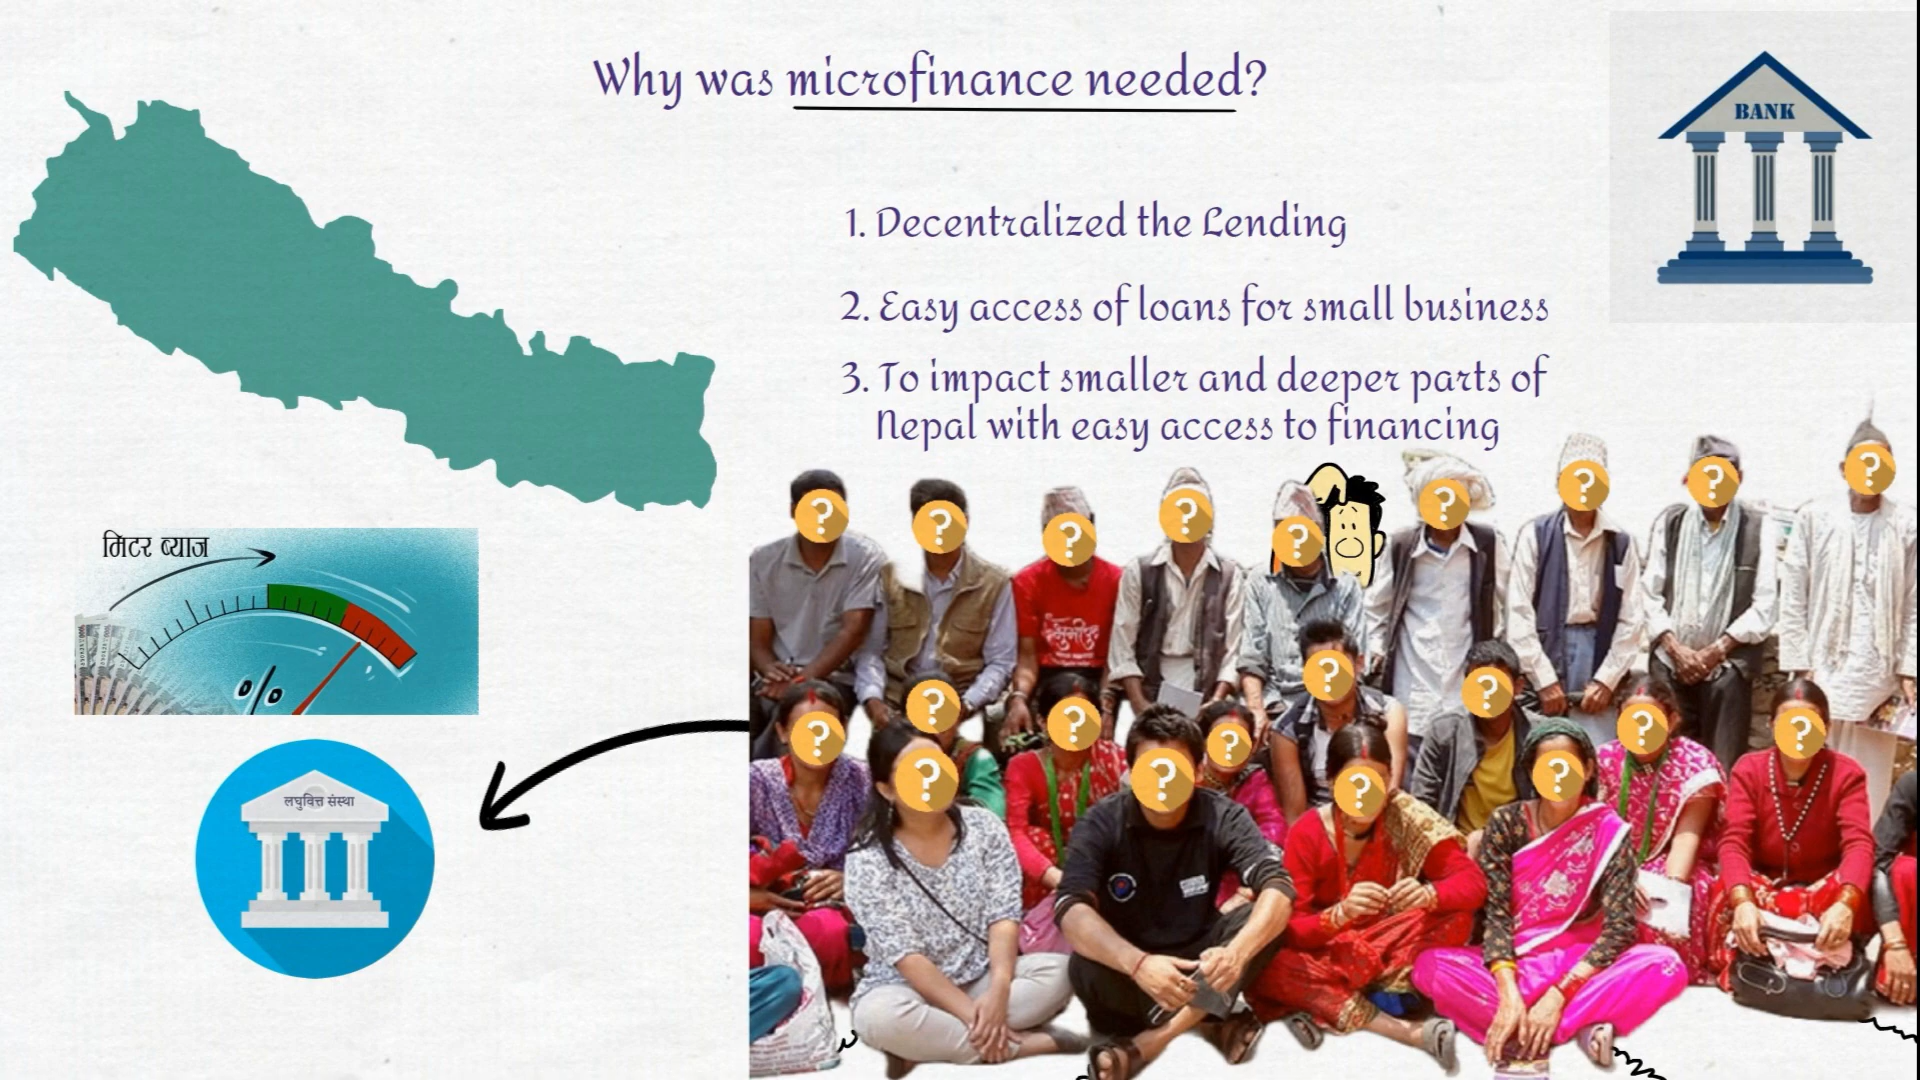 Why was microfinance needed?
BANK
1. Decentralized the Lending
2. Easy access of loans for small business
3. To impact smaller and deeper parts of
Nepal with easy access to financing
मिटर ब्याज
%
लघुवित्त संस्था
? ? ? ? ? ? ? ? ?
? ? ? ? ? ? ? ? ? ? ? ? ?